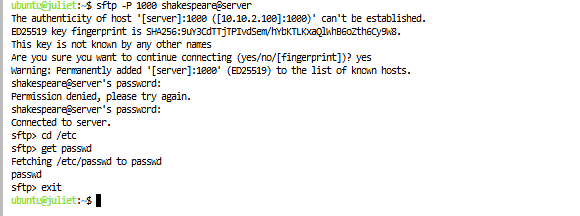 ubuntu@juliet:~$ sftp -P 1000 shakespeare@server
The authenticity of host '[server]:1000 ([10.10.2.100]:1000)' can't be established.
ED25519 key fingerprint is SHA256:9uY3CdTTjTPIvdSem/hYbKTLKxaQlWhB6oZth6Cy9w8.
This key is not known by any other names
Are you sure you want to continue connecting (yes/no/[fingerprint])? yes
Warning: Permanently added '[server]:1000' (ED25519) to the list of known hosts.
shakespeare@server's password:
Permission denied, please try again.
shakespeare@server's password:
Connected to server.
sftp> cd /etc
sftp> get passwd
Fetching /etc/passwd to passwd
passwd
sftp> exit
ubuntu@juliet:~$